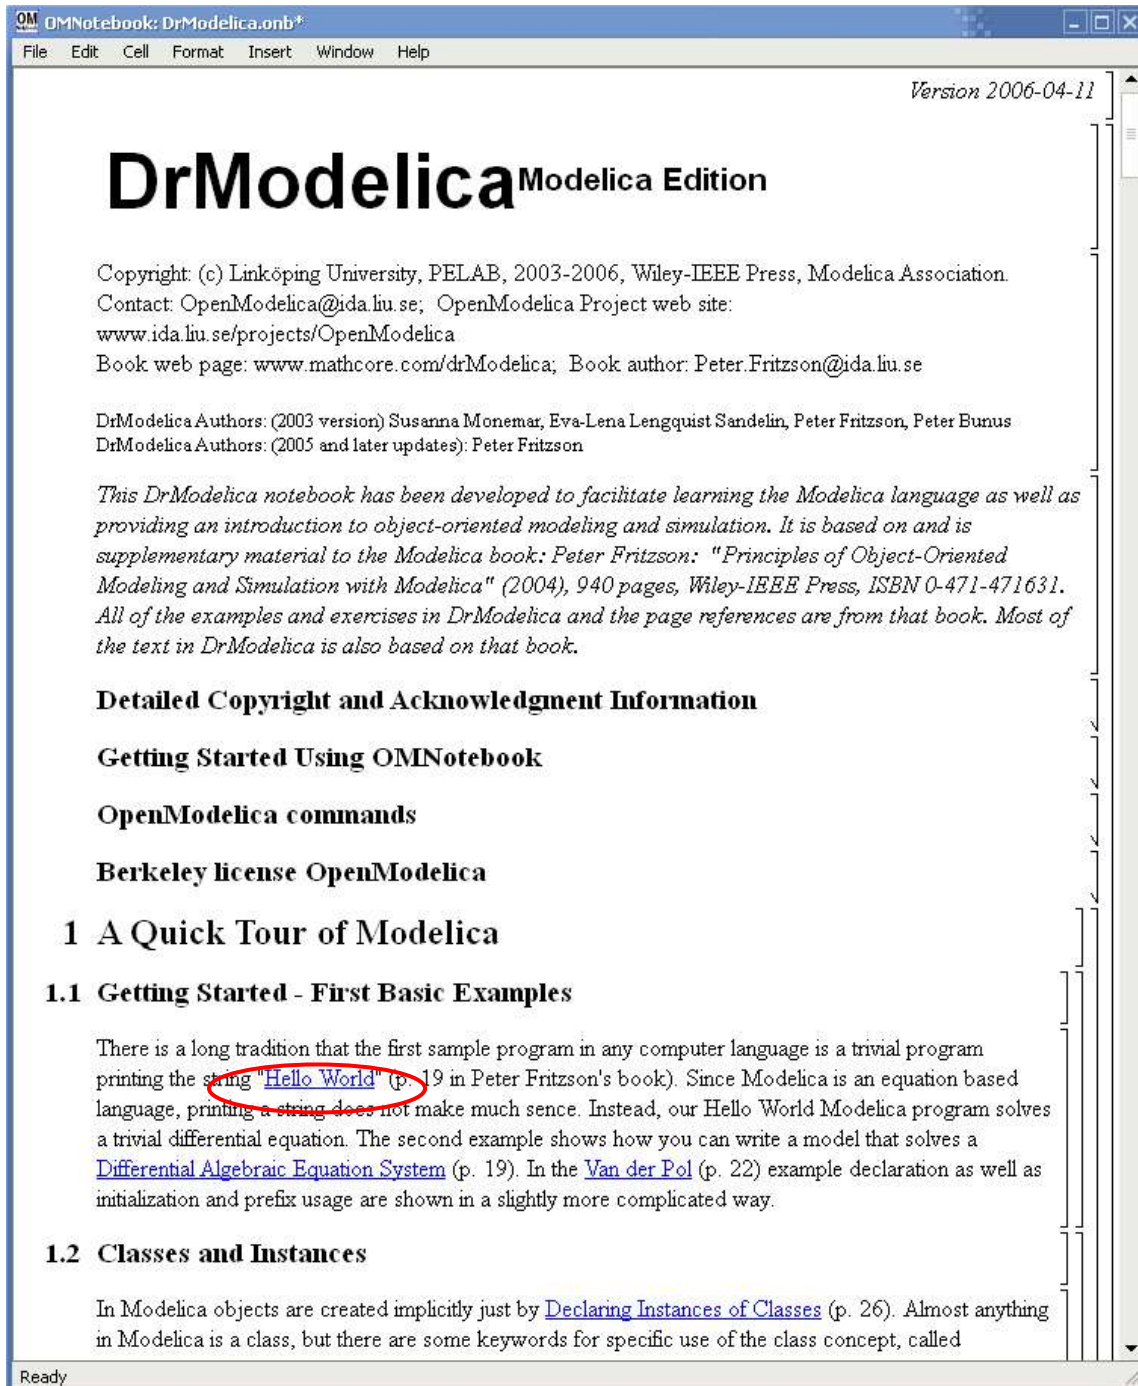 OMNotebook: DrModelica.onb*
File Edit Cell Format Insert Window Help
Version 2006-04-11
DrModelica Modelica Edition
Copyright: (c) Linköping University, PELAB, 2003-2006, Wiley-IEEE Press, Modelica Association.
Contact: OpenModelica@ida.liu.se; OpenModelica Project web site:
www.ida.liu.se/projects/OpenModelica
Book web page: www.mathcore.com/drModelica; Book author: Peter.Fritzson@ida.liu.se
DrModelica Authors: (2003 version) Susanna Monemar, Eva-Lena Lengquist Sandelin, Peter Fritzson, Peter Bunus
DrModelica Authors: (2005 and later updates): Peter Fritzson
This DrModelica notebook has been developed to facilitate learning the Modelica language as well as
providing an introduction to object-oriented modeling and simulation. It is based on and is
supplementary material to the Modelica book: Peter Fritzson: "Principles of Object-Oriented
Modeling and Simulation with Modelica" (2004), 940 pages, Wiley-IEEE Press, ISBN 0-471-471631.
All of the examples and exercises in DrModelica and the page references are from that book. Most of
the text in DrModelica is also based on that book.
Detailed Copyright and Acknowledgment Information
Getting Started Using OMNotebook
OpenModelica commands
Berkeley license OpenModelica
1 A Quick Tour of Modelica
1.1 Getting Started - First Basic Examples
There is a long tradition that the first sample program in any computer language is a trivial program
printing the string "Hello World" (p. 19 in Peter Fritzson's book). Since Modelica is an equation based
language, printing a string does not make much sence. Instead, our Hello World Modelica program solves
a trivial differential equation. The second example shows how you can write a model that solves a
Differential Algebraic Equation System (p. 19). In the Van der Pol (p. 22) example declaration as well as
initialization and prefix usage are shown in a slightly more complicated way.
1.2 Classes and Instances
In Modelica objects are created implicitly just by Declaring Instances of Classes (p. 26). Almost anything
in Modelica is a class, but there are some keywords for specific use of the class concept, called
Ready